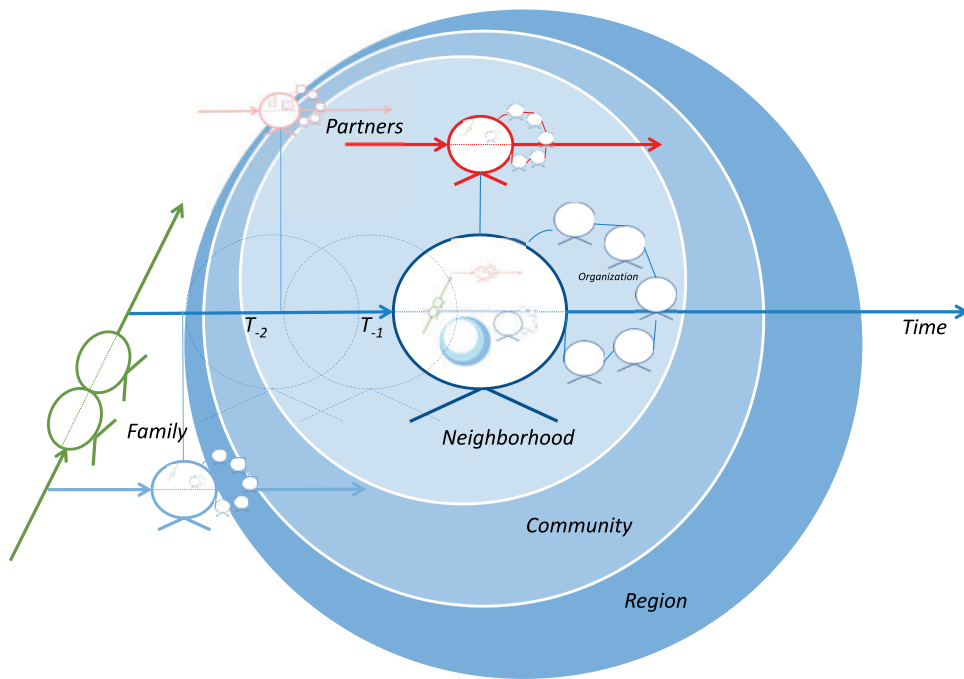 Partners
Organization
T-2
T-1
Time
Family
Neighborhood
Community
Region